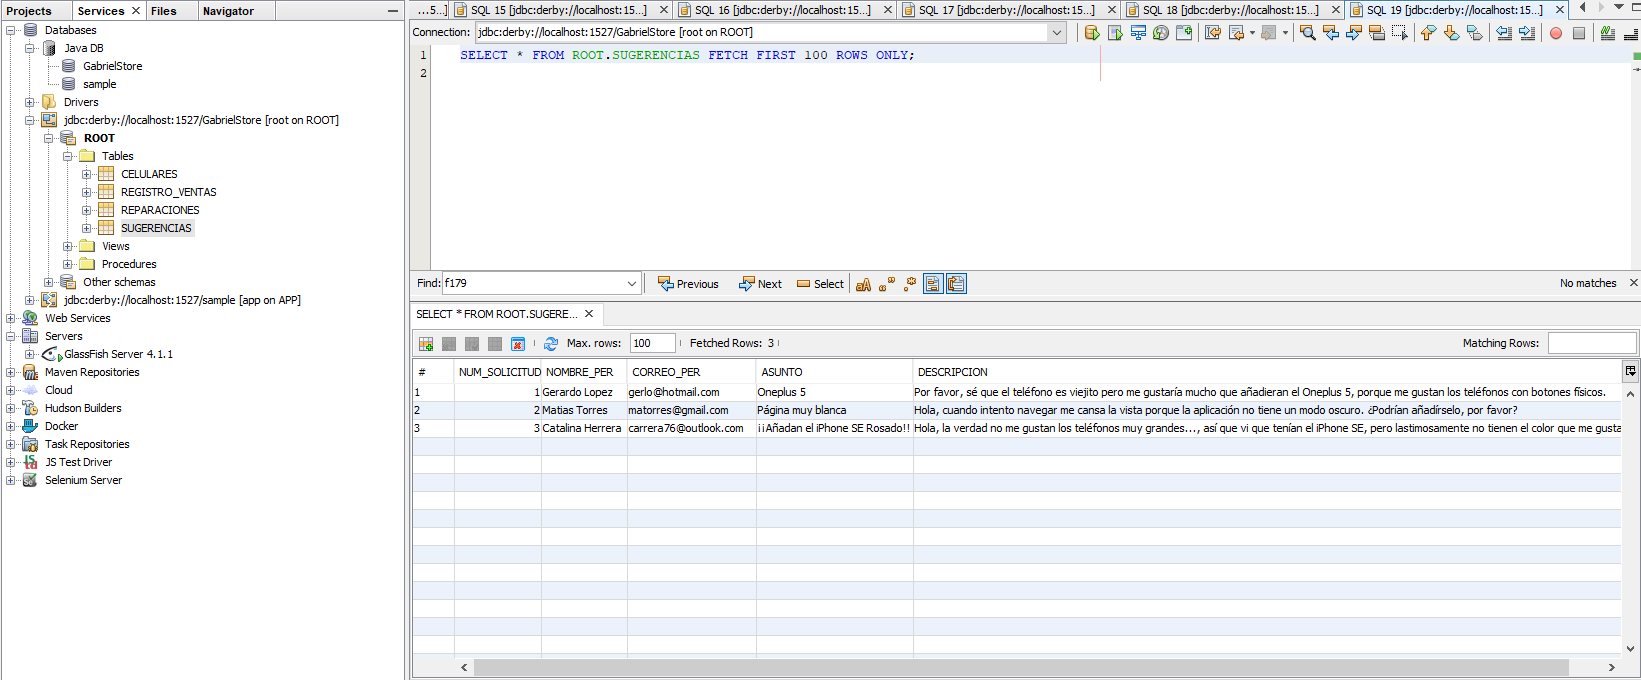 Projects Services Files Navigator
Databases
Java DB
GabrielStore
sample
Drivers
jdbc:derby://localhost:1527/GabrielStore [root on ROOT]
ROOT
Tables
CELULARES
REGISTRO_VENTAS
REPARACIONES
SUGERENCIAS
Views
Procedures
Other schemas
jdbc:derby://localhost:1527/sample [app on APP]
Web Services
Servers
GlassFish Server 4.1.1
Maven Repositories
Cloud
Hudson Builders
Docker
Task Repositories
JS Test Driver
Selenium Server
...5...] SQL 15 [jdbc:derby://localhost:15...] SQL 16 [jdbc:derby://localhost:15...] SQL 17 [jdbc:derby://localhost:15...] SQL 18 [jdbc:derby://localhost:15...] SQL 19 [jdbc:derby://localhost:15...]
Connection: jdbc:derby://localhost:1527/GabrielStore [root on ROOT]
1 SELECT * FROM ROOT.SUGERENCIAS FETCH FIRST 100 ROWS ONLY;
2
Find: f179 Previous Next Select No matches
SELECT * FROM ROOT.SUGERE...
Max. rows: 100 Fetched Rows: 3 Matching Rows:
# NUM_SOLICITUD NOMBRE_PER CORREO_PER ASUNTO DESCRIPCION
1 1 Gerardo Lopez gerlo@hotmail.com Oneplus 5 Por favor, sé que el teléfono es viejito pero me gustaría mucho que añadieran el Oneplus 5, porque me gustan los teléfonos con botones físicos.
2 2 Matias Torres matorres@gmail.com Página muy blanca Hola, cuando intento navegar me cansa la vista porque la aplicación no tiene un modo oscuro. ¿Podrían añadírselo, por favor?
3 3 Catalina Herrera carrera76@outlook.com ¡¡Añadan el iPhone SE Rosado!! Hola, la verdad no me gustan los teléfonos muy grandes..., así que vi que tenían el iPhone SE, pero lastimosamente no tienen el color que me gusta